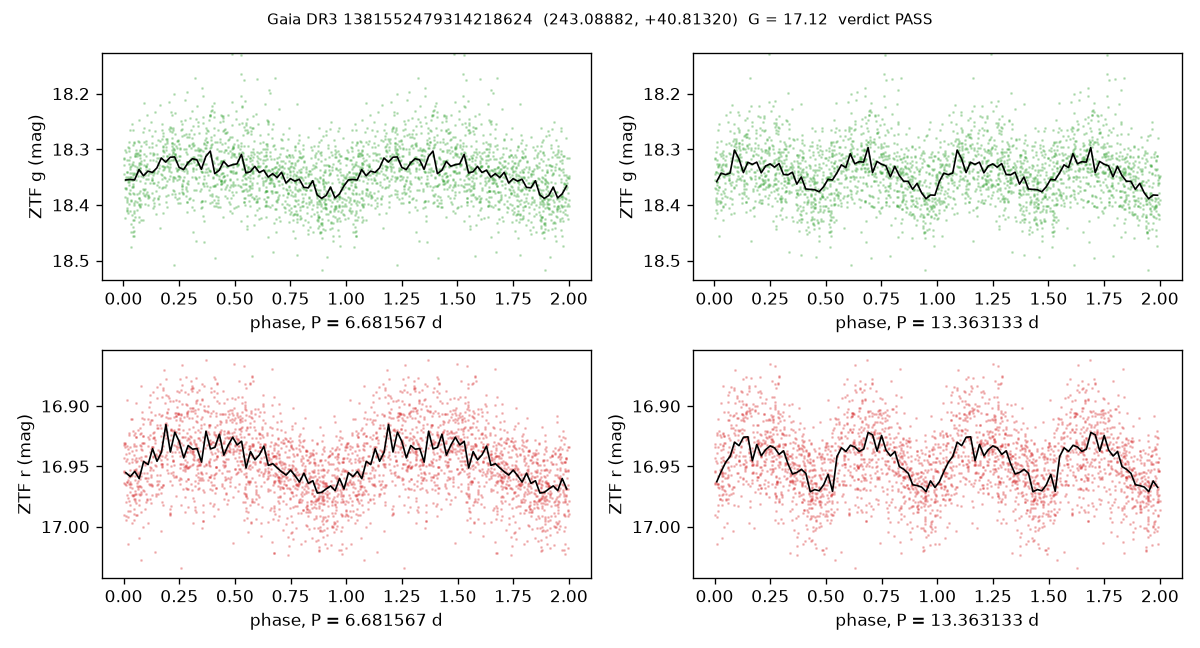 Gaia DR3 1381552479314218624  (243.08882, +40.81320)  G = 17.12  verdict PASS
ZTF g (mag)
18.2
18.3
18.4
18.5
0.00 0.25 0.50 0.75 1.00 1.25 1.50 1.75 2.00
phase, P = 6.681567 d
ZTF g (mag)
18.2
18.3
18.4
18.5
0.00 0.25 0.50 0.75 1.00 1.25 1.50 1.75 2.00
phase, P = 13.363133 d
ZTF r (mag)
16.90
16.95
17.00
0.00 0.25 0.50 0.75 1.00 1.25 1.50 1.75 2.00
phase, P = 6.681567 d
ZTF r (mag)
16.90
16.95
17.00
0.00 0.25 0.50 0.75 1.00 1.25 1.50 1.75 2.00
phase, P = 13.363133 d